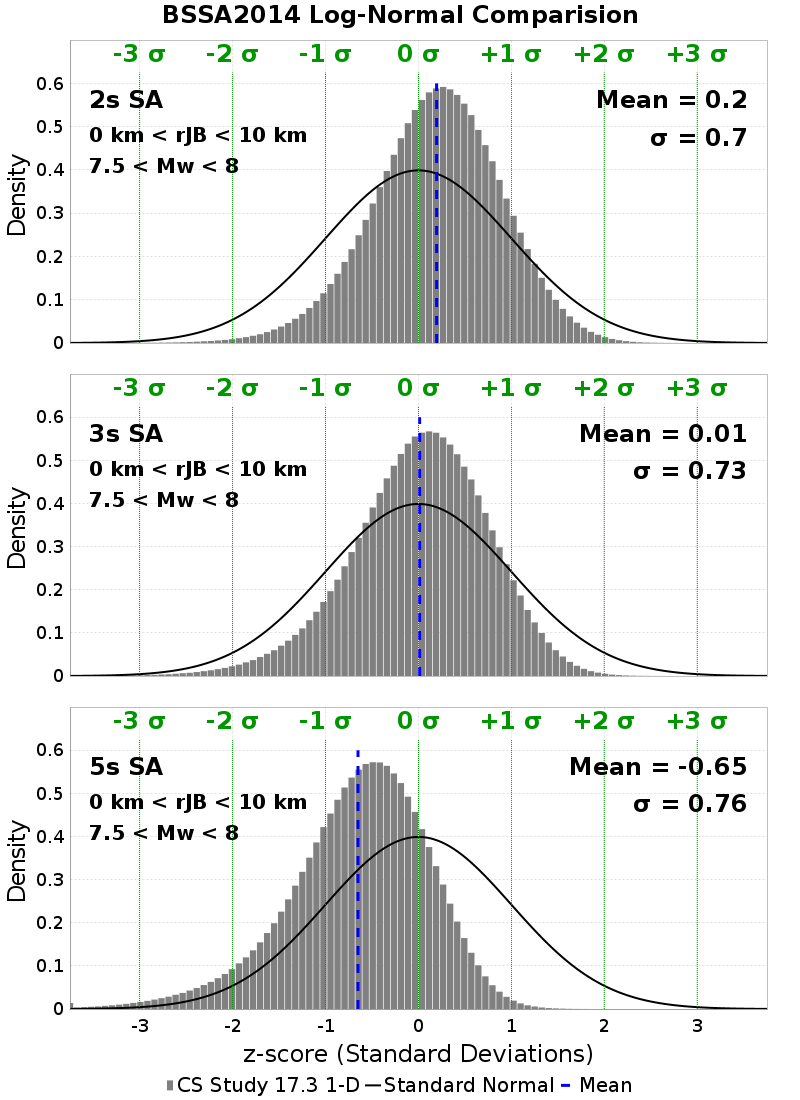 BSSA2014 Log-Normal Comparision
-3 σ -2 σ -1 σ 0 σ +1 σ +2 σ +3 σ
2s SA
0 km < rJB < 10 km
7.5 < Mw < 8
Mean = 0.2
σ = 0.7
Density
0.6
0.5
0.4
0.3
0.2
0.1
0
-3 σ -2 σ -1 σ 0 σ +1 σ +2 σ +3 σ
3s SA
0 km < rJB < 10 km
7.5 < Mw < 8
Mean = 0.01
σ = 0.73
Density
0.6
0.5
0.4
0.3
0.2
0.1
0
-3 σ -2 σ -1 σ 0 σ +1 σ +2 σ +3 σ
5s SA
0 km < rJB < 10 km
7.5 < Mw < 8
Mean = -0.65
σ = 0.76
Density
0.6
0.5
0.4
0.3
0.2
0.1
0
-3 -2 -1 0 1 2 3
z-score (Standard Deviations)
CS Study 17.3 1-D Standard Normal Mean